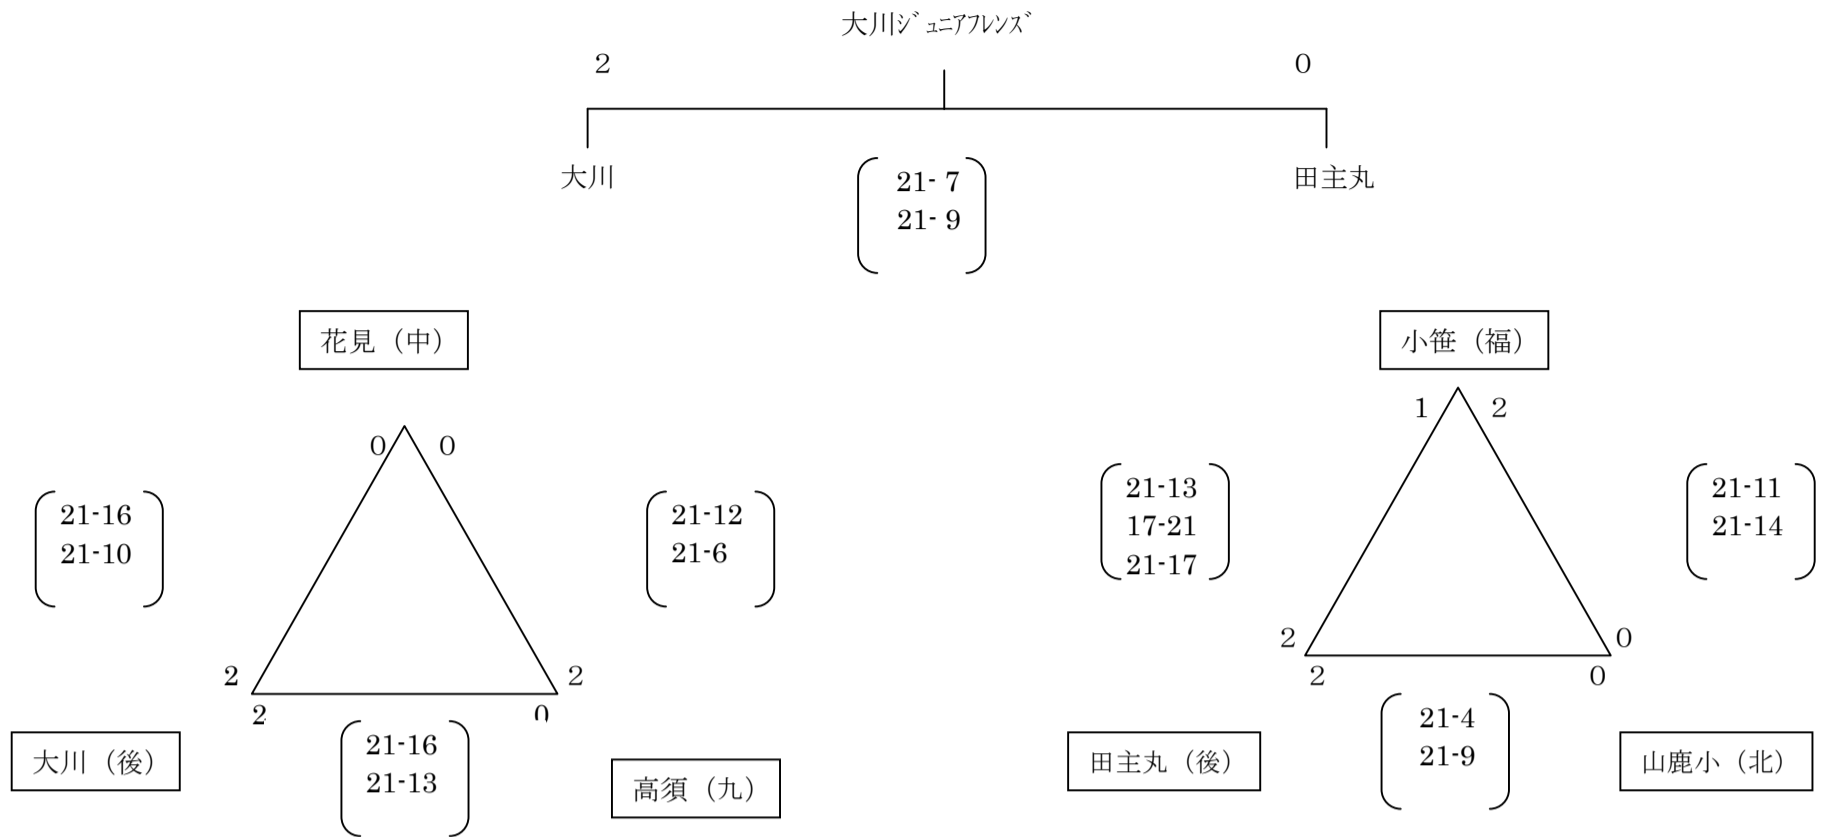 大川ｼﾞｭﾆｱﾌﾚﾝｽﾞ
２ ０
大川 田主丸
21- 7
21- 9
花見（中） 小笹（福）
１ ２
０ ０
21-16 21-12 21-13 21-11
21-10 21-6 17-21 21-14
21-17
２ ０
２ ２ ２ ０
２ ０
21-16 21-4
21-13 21-9
大川（後） 高須（九） 田主丸（後） 山鹿小（北）